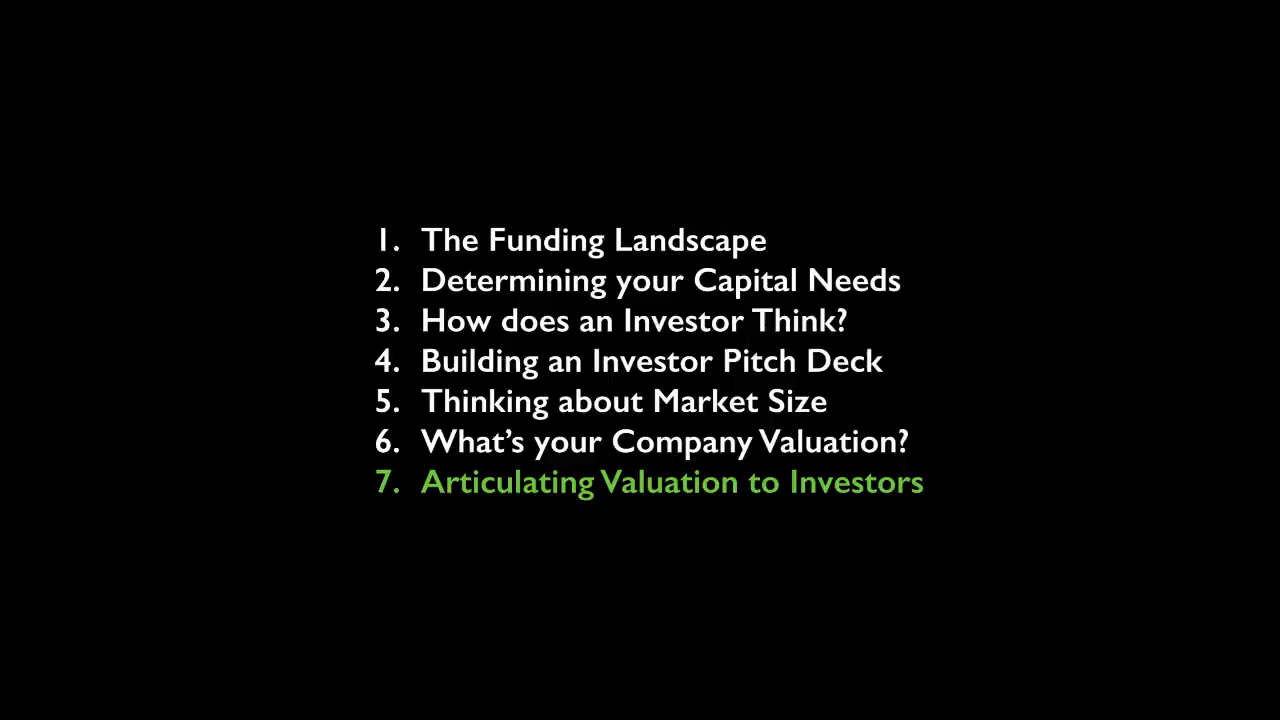 1. The Funding Landscape
2. Determining your Capital Needs
3. How does an Investor Think?
4. Building an Investor Pitch Deck
5. Thinking about Market Size
6. What’s your Company Valuation?
7. Articulating Valuation to Investors